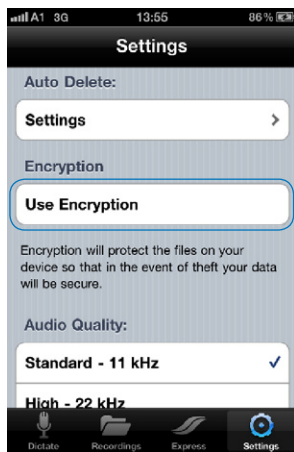 A1 3G 13:55 86%
Settings
Auto Delete:
Settings
Encryption
Use Encryption
Encryption will protect the files on your
device so that in the event of theft your data
will be secure.
Audio Quality:
Standard - 11 kHz
High - 22 kHz
Dictate Recordings Express Settings